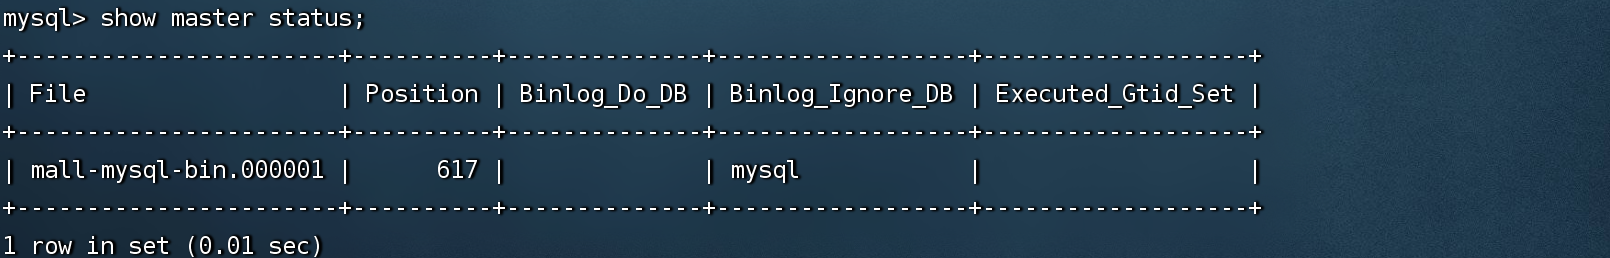 mysql> show master status;
+-----------------------+----------+--------------+------------------+-------------------+
| File                  | Position | Binlog_Do_DB | Binlog_Ignore_DB | Executed_Gtid_Set |
+-----------------------+----------+--------------+------------------+-------------------+
| mall-mysql-bin.000001 |      617 |              | mysql            |                   |
+-----------------------+----------+--------------+------------------+-------------------+
1 row in set (0.01 sec)